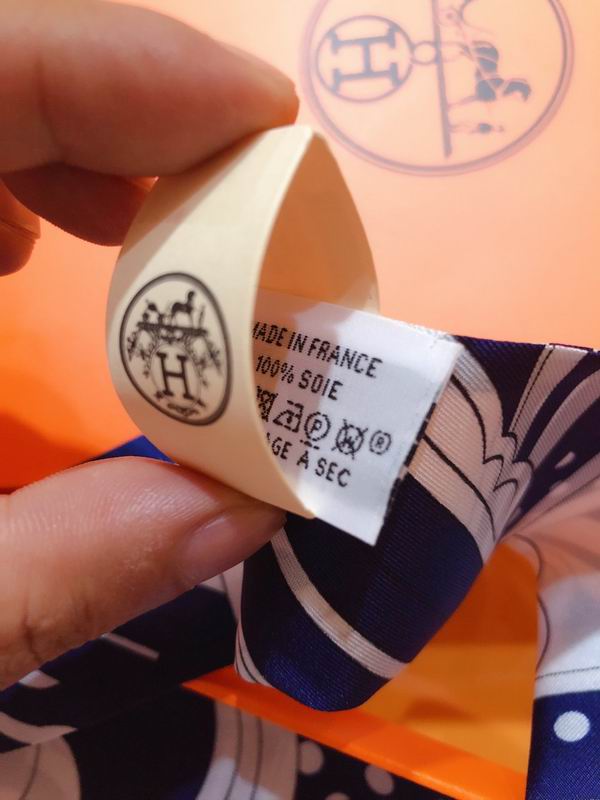 H
H
MADE IN FRANCE
100% SOIE
P W ®
AGE À SEC